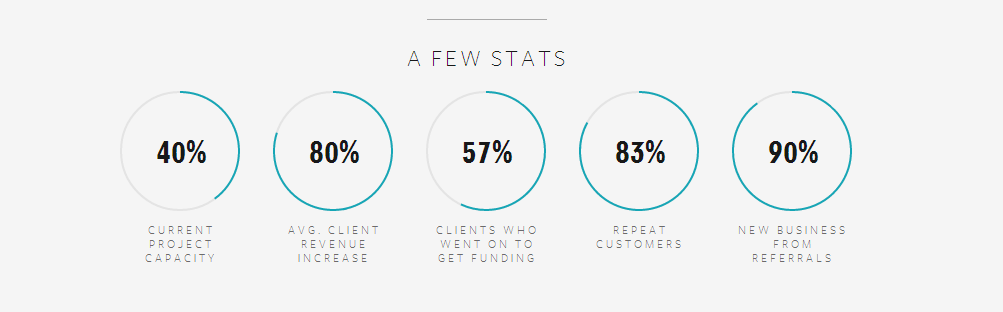 A FEW STATS
40%
80%
57%
83%
90%
CURRENT
PROJECT
CAPACITY
AVG. CLIENT
REVENUE
INCREASE
CLIENTS WHO
WENT ON TO
GET FUNDING
REPEAT
CUSTOMERS
NEW BUSINESS
FROM
REFERRALS